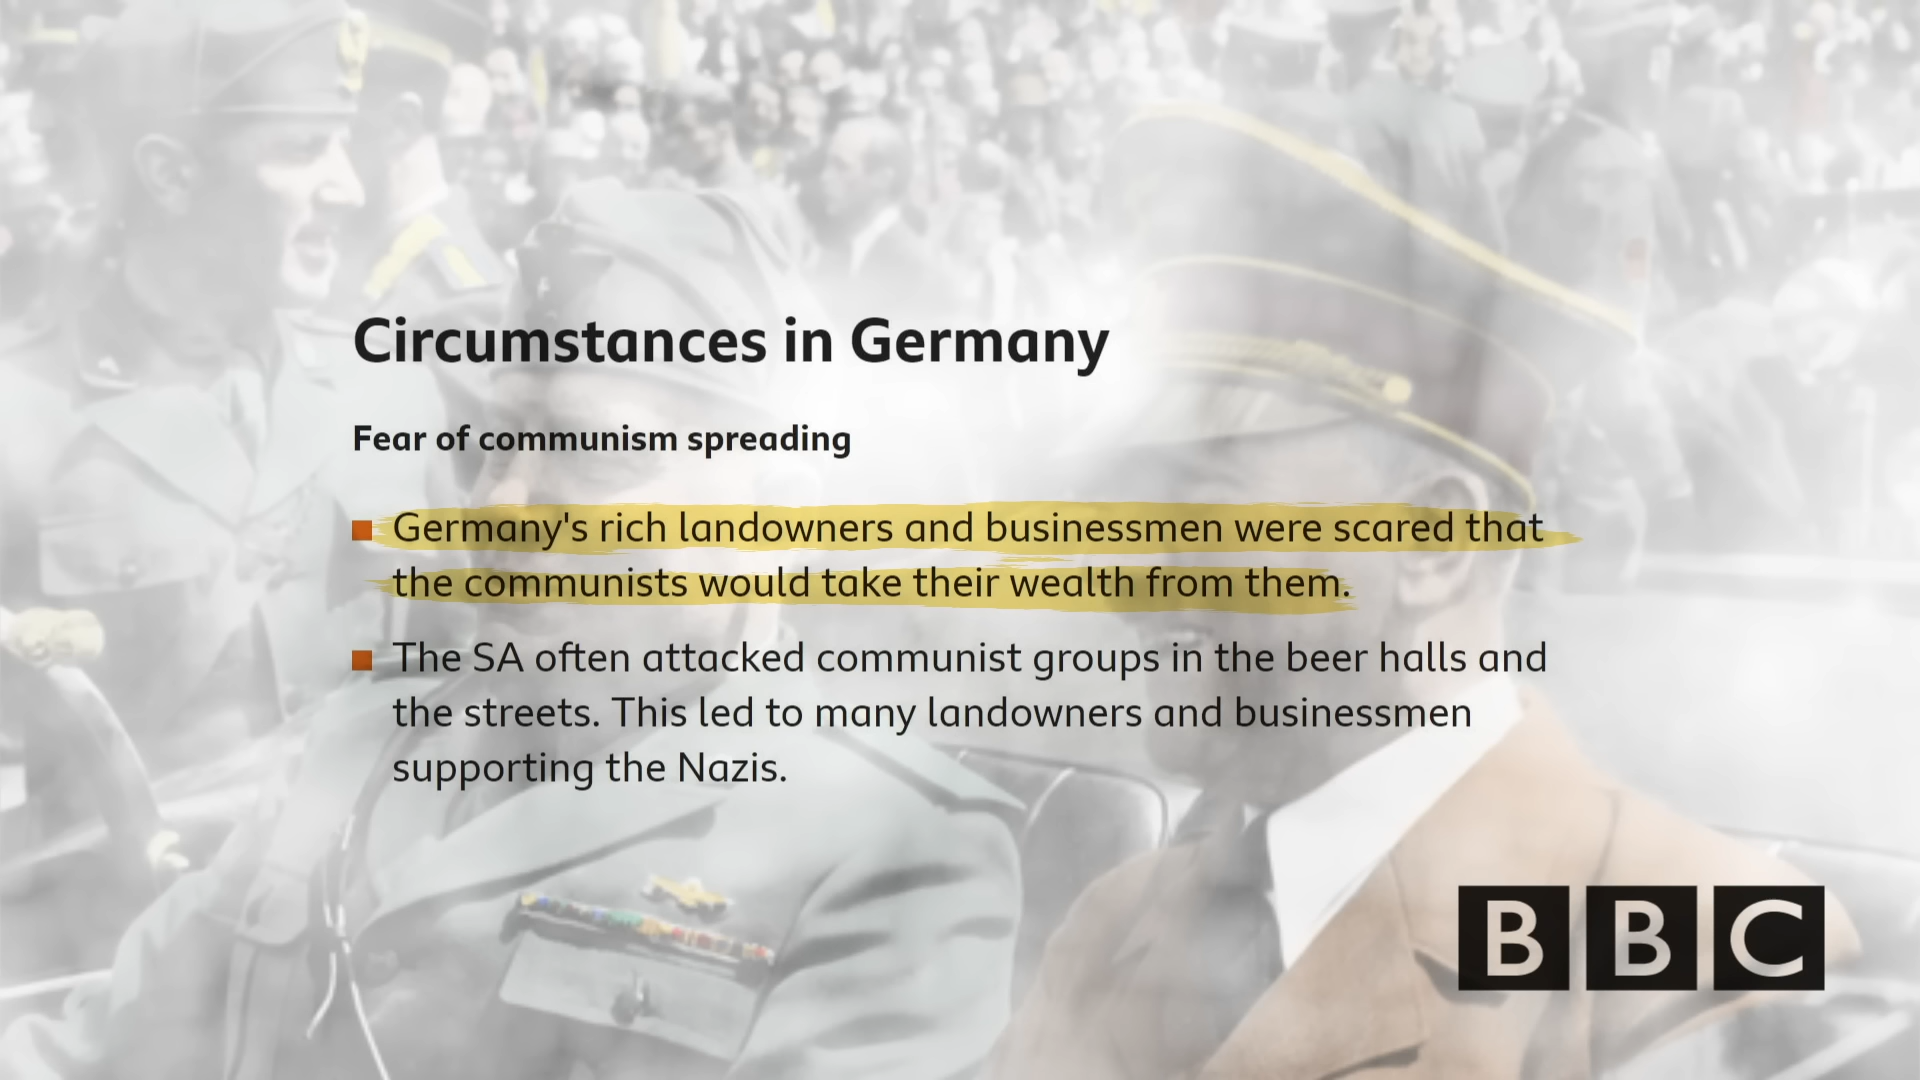 Circumstances in Germany
Fear of communism spreading
Germany's rich landowners and businessmen were scared that
the communists would take their wealth from them.
The SA often attacked communist groups in the beer halls and
the streets. This led to many landowners and businessmen
supporting the Nazis.
BBC